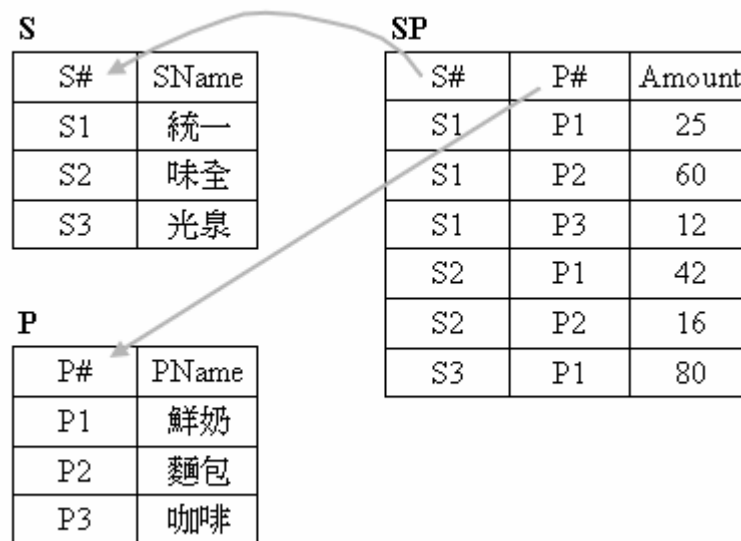 S
S# SName
S1 統一
S2 味全
S3 光泉
P
P# PName
P1 鮮奶
P2 麵包
P3 咖啡
SP
S# P# Amount
S1 P1 25
S1 P2 60
S1 P3 12
S2 P1 42
S2 P2 16
S3 P1 80